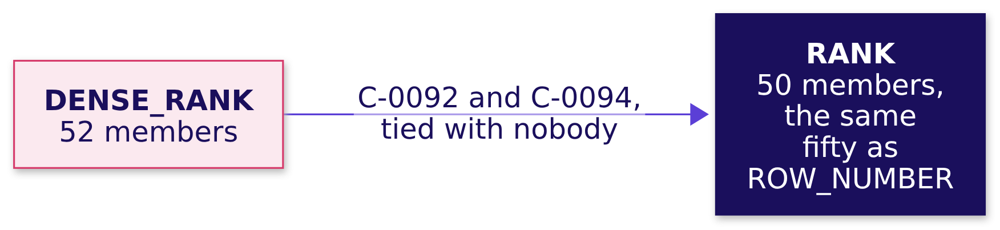 DENSE_RANK
52 members
C-0092 and C-0094,
tied with nobody
RANK
50 members,
the same
fifty as
ROW_NUMBER